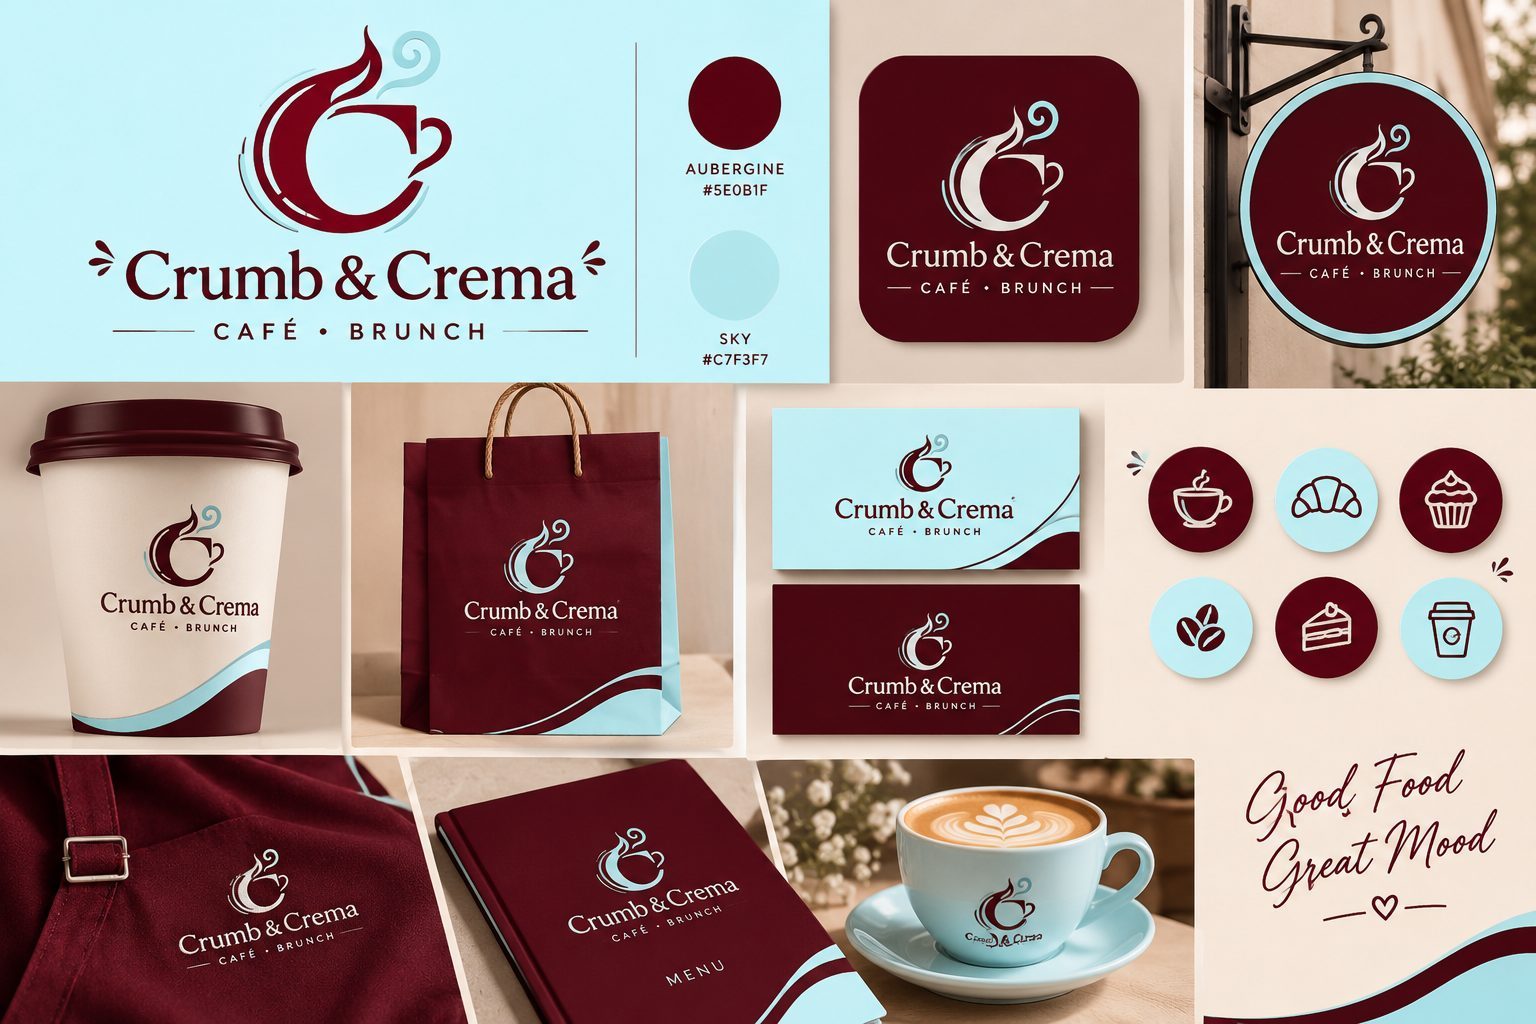 Crumb & Crema
CAFÉ • BRUNCH
AUBERGINE
#5E0B1F
SKY
#C7F3F7
Crumb & Crema
CAFÉ • BRUNCH
Crumb & Crema
CAFÉ • BRUNCH
Crumb & Crema
CAFÉ • BRUNCH
Crumb & Crema
CAFÉ • BRUNCH
Crumb & Crema
CAFÉ • BRUNCH
Crumb & Crema
CAFÉ • BRUNCH
Crumb & Crema
CAFÉ • BRUNCH
Crumb & Crema
CAFÉ • BRUNCH
MENU
Good Food
Great Mood